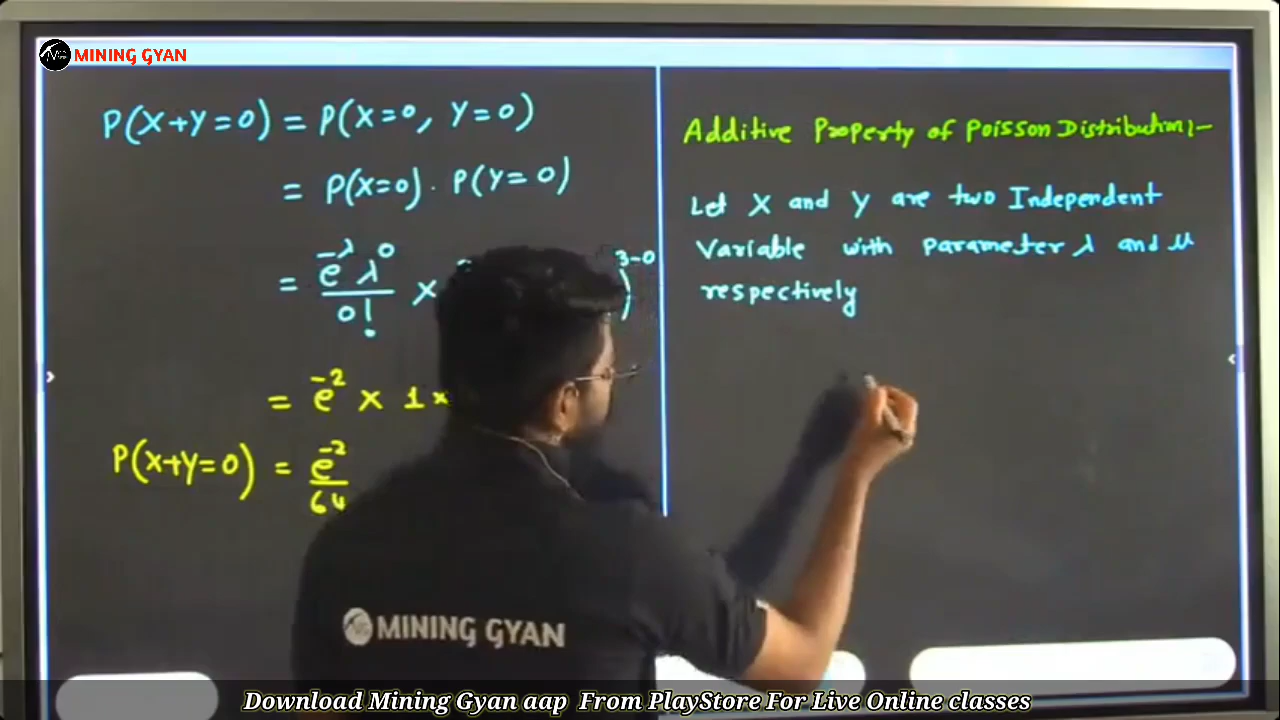 MINING GYAN
P(X+Y=0) = P(X=0, Y=0)
= P(X=0) . P(Y=0)
= e^-λ λ^0 / 0! × )^3-0
= e^-2 × 1 ×
P(X+Y=0) = e^-2 / 64
Additive Property of Poisson Distribution:-
Let X and Y are two Independent
Variable with parameter λ and μ
respectively
MINING GYAN
Download Mining Gyan aap From PlayStore For Live Online classes